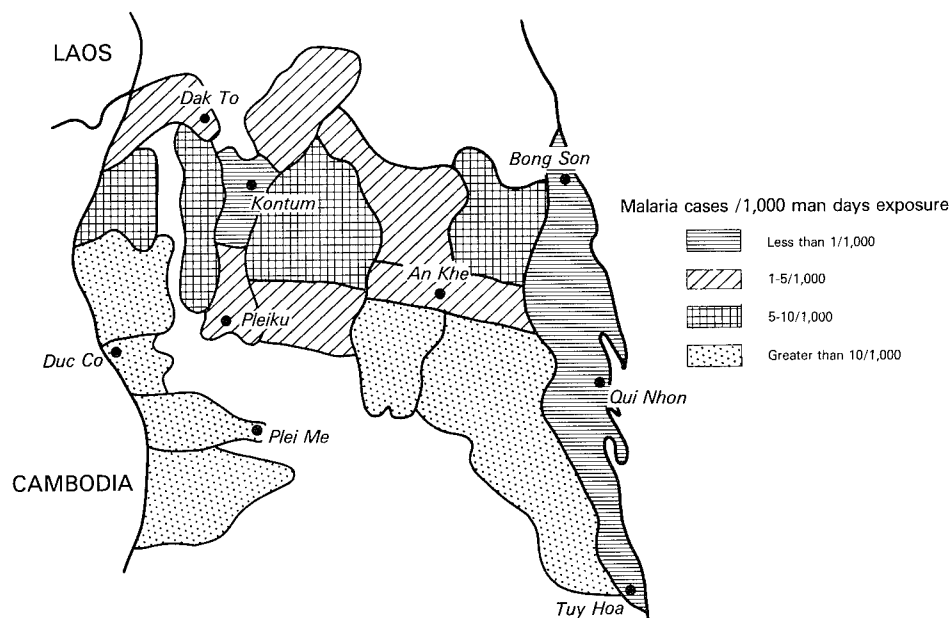 LAOS
Dak To
Bong Son
Kontum
Malaria cases /1,000 man days exposure
Less than 1/1,000
1-5/1,000
An Khe
5-10/1,000
Pleiku
Duc Co
Greater than 10/1,000
Qui Nhon
Plei Me
CAMBODIA
Tuy Hoa